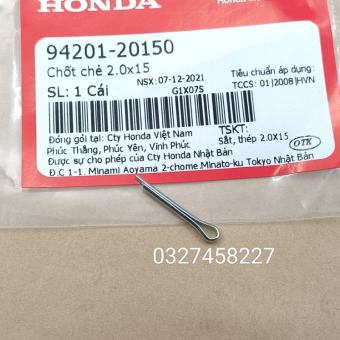 HONDA
94201-20150
Chốt chẻ 2.0x15
NSX: 07-12-2021
Tiêu chuẩn áp dụng:
SL: 1 Cái
G1X07S
TCCS: 01|2008|HVN
Đóng gói tại: Cty Honda Việt Nam
TSKT:
Phúc Thắng, Phúc Yên, Vĩnh Phúc
Sắt, thép 2.0x15
Được sự cho phép của Cty Honda Nhật Bản
OTK
Đ.C 1-1. Minami Aoyama 2-chome.Minato-ku Tokyo Nhật Bản
0327458227